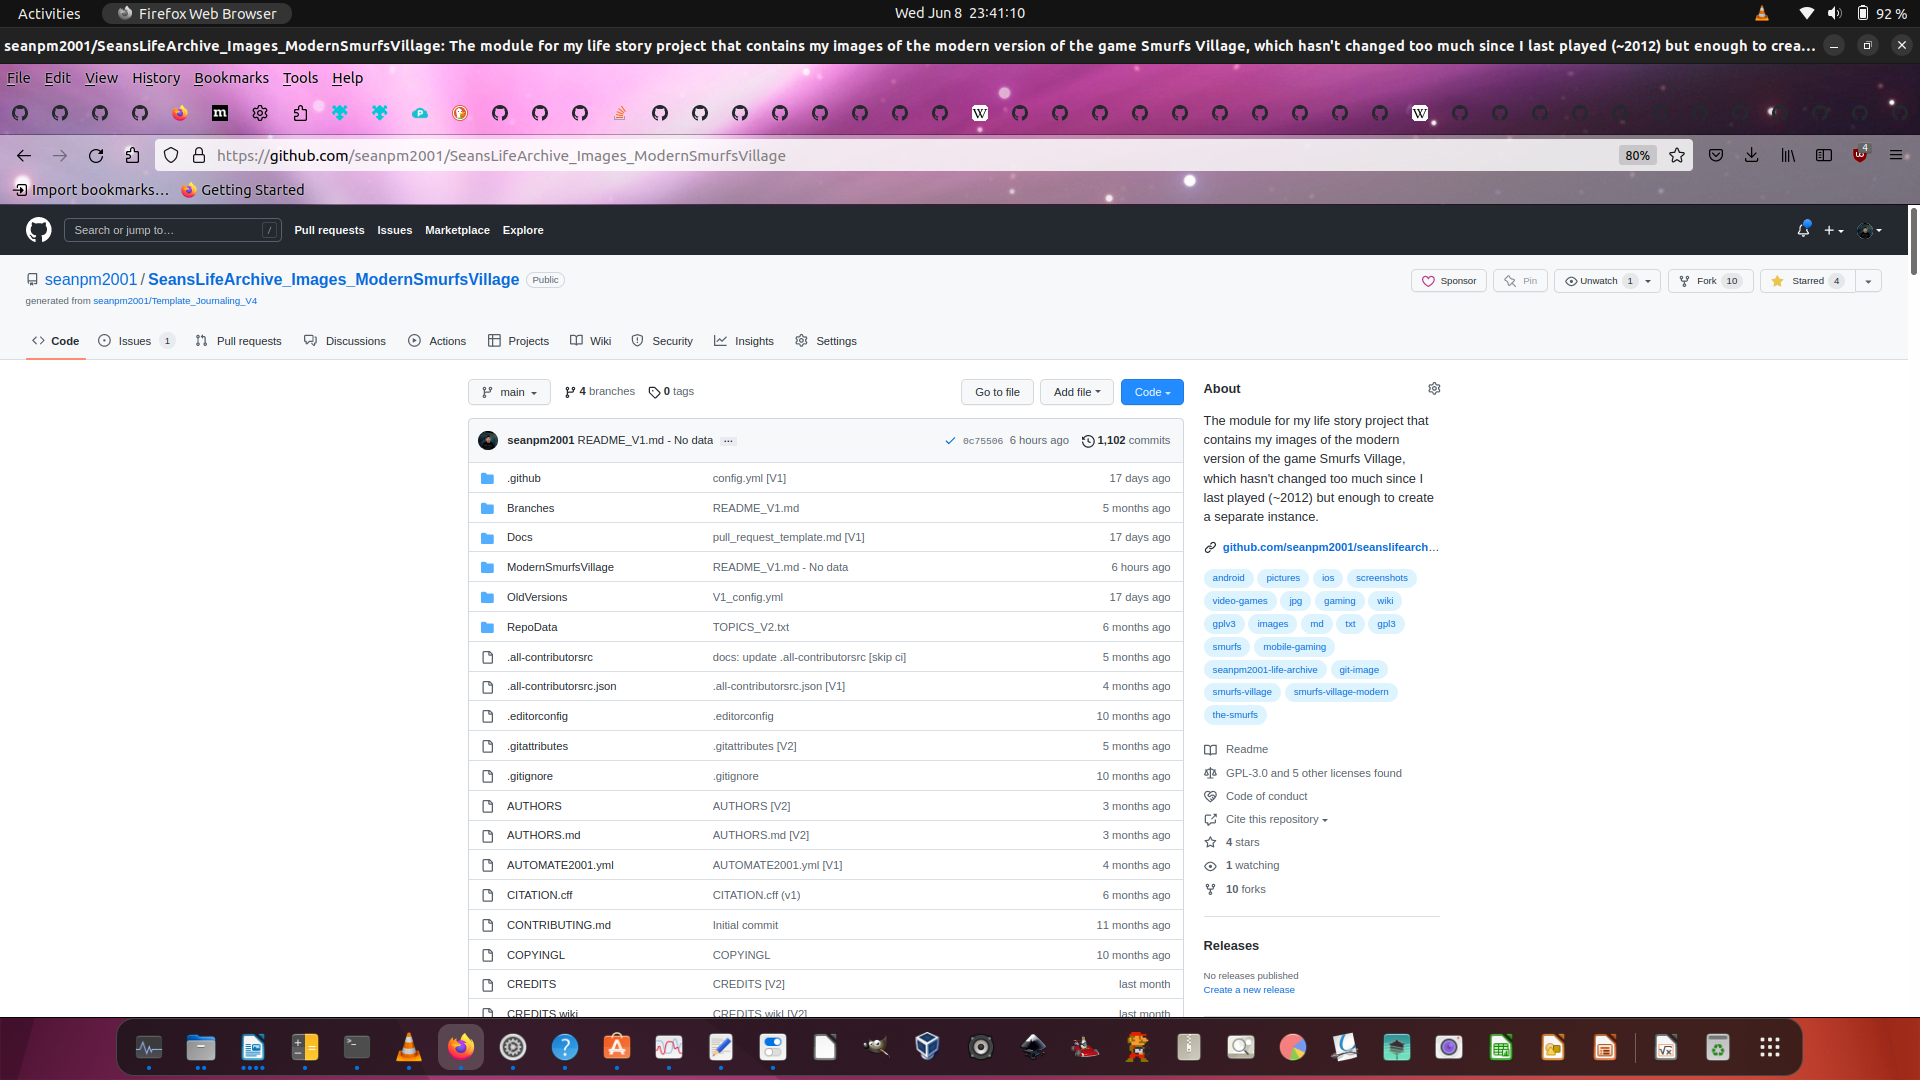 Activities Firefox Web Browser Wed Jun 8 23:41:10 92 %
seanpm2001/SeansLifeArchive_Images_ModernSmurfsVillage: The module for my life story project that contains my images of the modern version of the game Smurfs Village, which hasn't changed too much since I last played (~2012) but enough to crea…
File Edit View History Bookmarks Tools Help
https://github.com/seanpm2001/SeansLifeArchive_Images_ModernSmurfsVillage 80% 4
Import bookmarks… Getting Started
Search or jump to… / Pull requests Issues Marketplace Explore
seanpm2001 / SeansLifeArchive_Images_ModernSmurfsVillage Public
Sponsor Pin Unwatch 1 Fork 10 Starred 4
generated from seanpm2001/Template_Journaling_V4
Code Issues 1 Pull requests Discussions Actions Projects Wiki Security Insights Settings
main 4 branches 0 tags Go to file Add file Code
seanpm2001 README_V1.md - No data ... 0c75506 6 hours ago 1,102 commits
.github config.yml [V1] 17 days ago
Branches README_V1.md 5 months ago
Docs pull_request_template.md [V1] 17 days ago
ModernSmurfsVillage README_V1.md - No data 6 hours ago
OldVersions V1_config.yml 17 days ago
RepoData TOPICS_V2.txt 6 months ago
.all-contributorsrc docs: update .all-contributorsrc [skip ci] 5 months ago
.all-contributorsrc.json .all-contributorsrc.json [V1] 4 months ago
.editorconfig .editorconfig 10 months ago
.gitattributes .gitattributes [V2] 5 months ago
.gitignore .gitignore 10 months ago
AUTHORS AUTHORS [V2] 3 months ago
AUTHORS.md AUTHORS.md [V2] 3 months ago
AUTOMATE2001.yml AUTOMATE2001.yml [V1] 4 months ago
CITATION.cff CITATION.cff (v1) 6 months ago
CONTRIBUTING.md Initial commit 11 months ago
COPYINGL COPYINGL 10 months ago
CREDITS CREDITS [V2] last month
CREDITS.wiki CREDITS.wikI [V2] last month
About
The module for my life story project that
contains my images of the modern
version of the game Smurfs Village,
which hasn't changed too much since I
last played (~2012) but enough to create
a separate instance.
github.com/seanpm2001/seanslifearch…
android pictures ios screenshots
video-games jpg gaming wiki
gplv3 images md txt gpl3
smurfs mobile-gaming
seanpm2001-life-archive git-image
smurfs-village smurfs-village-modern
the-smurfs
Readme
GPL-3.0 and 5 other licenses found
Code of conduct
Cite this repository
4 stars
1 watching
10 forks
Releases
No releases published
Create a new release